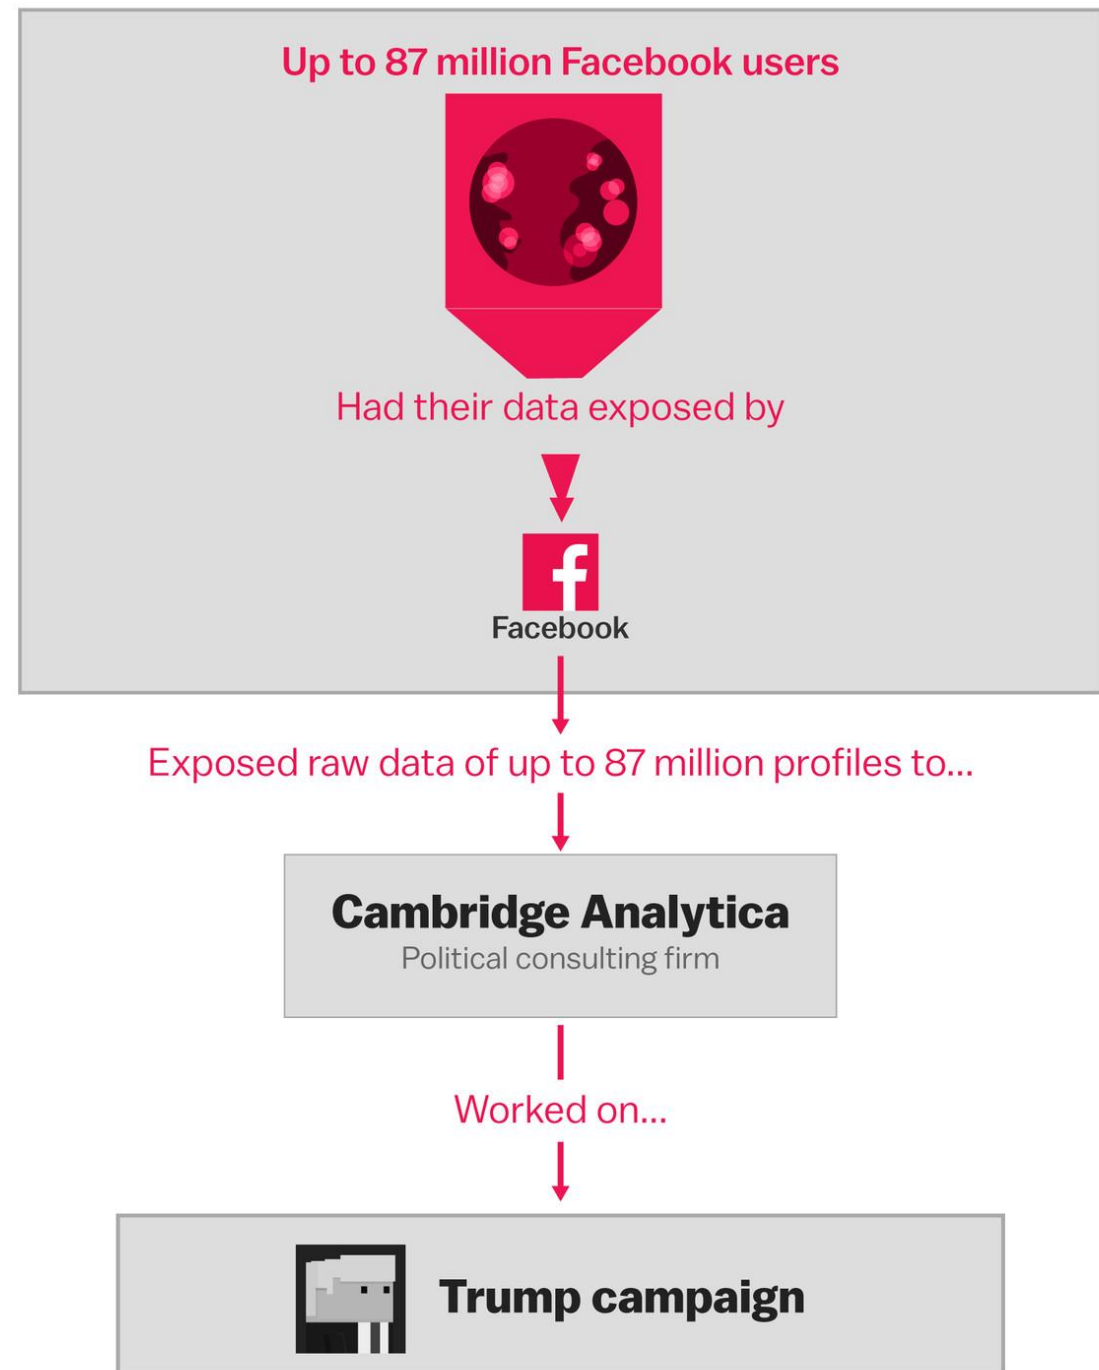 Up to 87 million Facebook users
Had their data exposed by
f
Facebook
Exposed raw data of up to 87 million profiles to...
Cambridge Analytica
Political consulting firm
Worked on...
Trump campaign